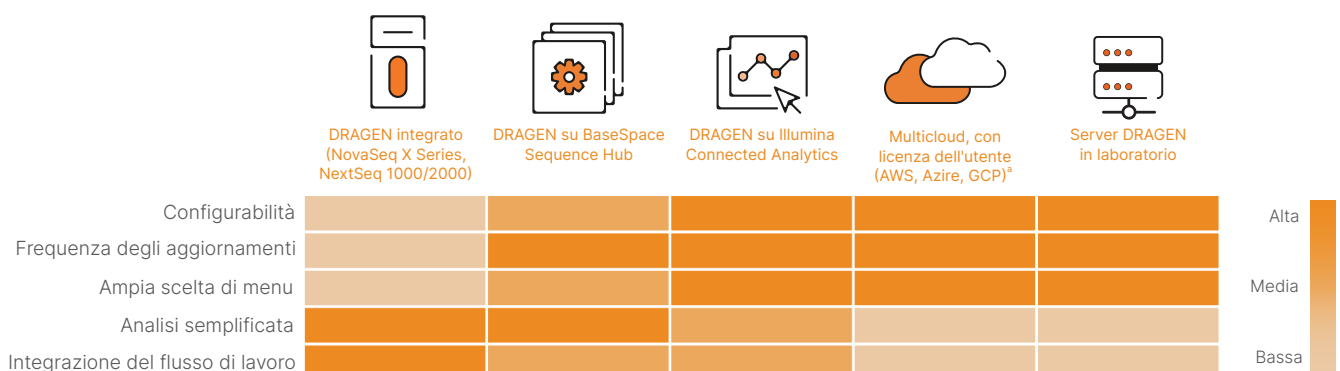 DRAGEN integrato
(NovaSeq X Series,
NextSeq 1000/2000)
DRAGEN su BaseSpace
Sequence Hub
DRAGEN su Illumina
Connected Analytics
Multicloud, con
licenza dell'utente
(AWS, Azire, GCP)ª
Server DRAGEN
in laboratorio
Configurabilità
Frequenza degli aggiornamenti
Ampia scelta di menu
Analisi semplificata
Integrazione del flusso di lavoro
Alta
Media
Bassa